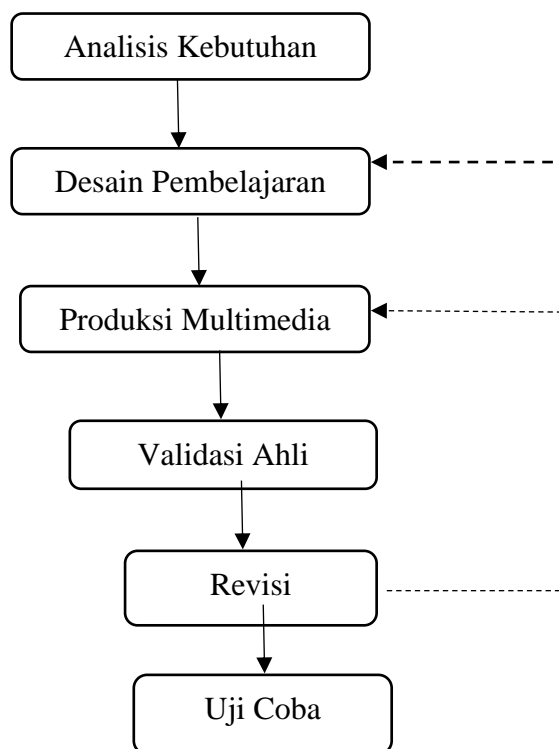 Analisis Kebutuhan
Desain Pembelajaran
Produksi Multimedia
Validasi Ahli
Revisi
Uji Coba